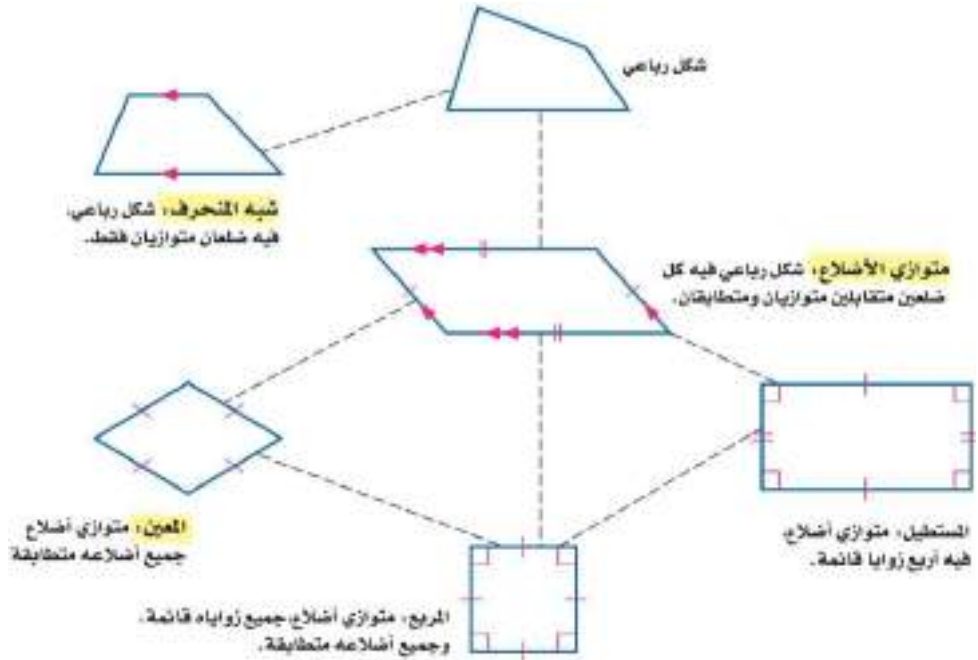 شكل رباعي
شبه المنحرف: شكل رباعي،
فيه ضلعان متوازيان فقط.
متوازي الأضلاع: شكل رباعي فيه كل
ضلعين متقابلين متوازيان ومتطابقان.
المعين: متوازي أضلاع
جميع أضلاعه متطابقة
المستطيل: متوازي أضلاع،
فيه أربع زوايا قائمة.
المربع: متوازي أضلاع، جميع زواياه قائمة.
وجميع أضلاعه متطابقة.